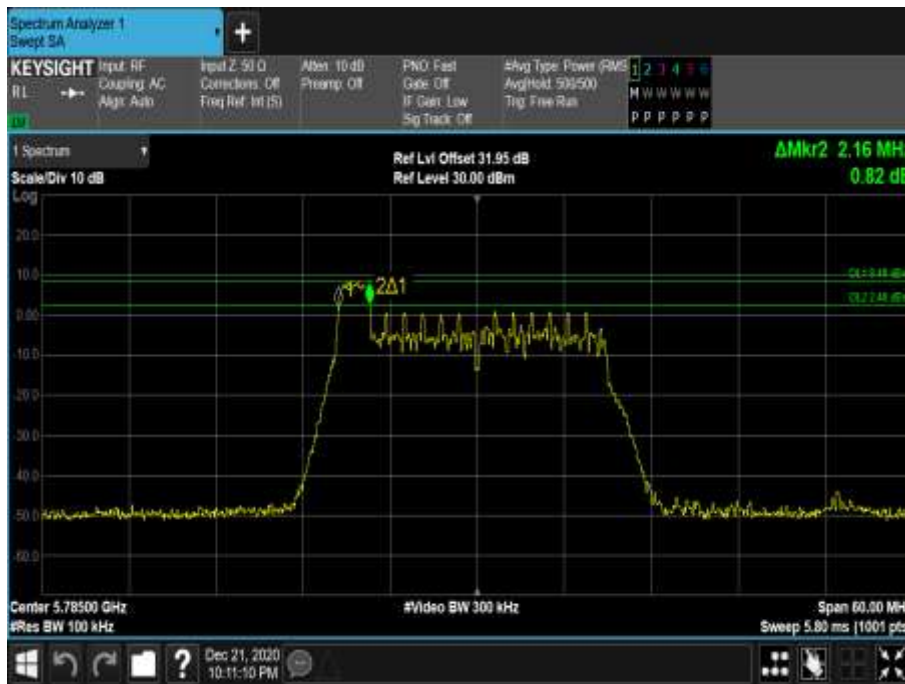 Spectrum Analyzer 1
Swept SA
+
KEYSIGHT Input: RF Input Z: 50 Ω Atten: 10 dB PNO: Fast #Avg Type: Power (RMS 1 2 3 4 5 6
RL Coupling: AC Corrections: Off Preamp: Off Gate: Off Avg|Hold: 500/500 M W W W W W
Align: Auto Freq Ref: Int (S) IF Gain: Low Trig: Free Run
Sig Track: Off P P P P P P
1 Spectrum
Ref Lvl Offset 31.95 dB ΔMkr2 2.16 MH
Scale/Div 10 dB Ref Level 30.00 dBm 0.82 dB
Log
20.0
10.0
2Δ1
0.00
-10.0
-20.0
-30.0
-40.0
-50.0
-60.0
Center 5.78500 GHz #Video BW 300 kHz Span 60.00 MH
#Res BW 100 kHz Sweep 5.80 ms (1001 pts
? Dec 21, 2020
10:11:10 PM